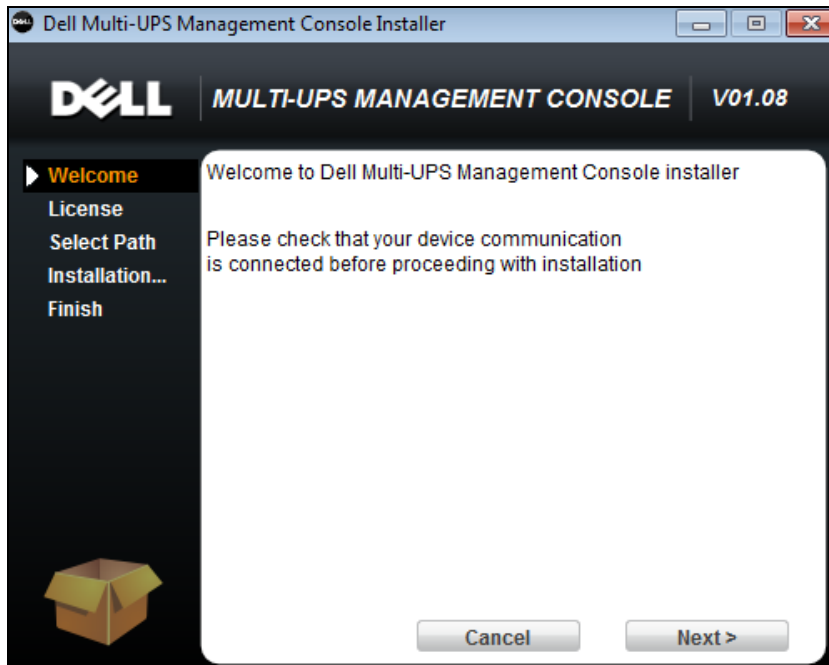 Dell Multi-UPS Management Console Installer
DELL
MULTI-UPS MANAGEMENT CONSOLE
V01.08
Welcome
License
Select Path
Installation...
Finish
Welcome to Dell Multi-UPS Management Console installer
Please check that your device communication
is connected before proceeding with installation
Cancel
Next >